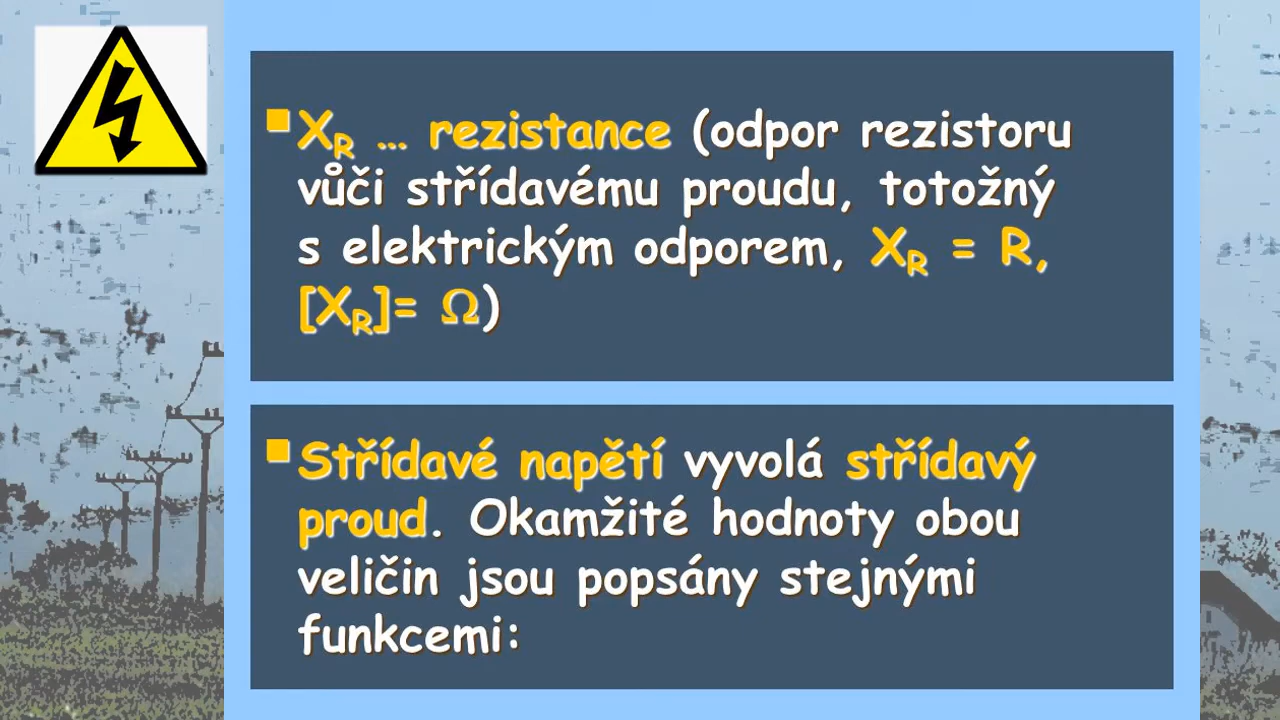 ▪X_R … rezistance (odpor rezistoru
vůči střídavému proudu, totožný
s elektrickým odporem, X_R = R,
[X_R]= Ω)
▪Střídavé napětí vyvolá střídavý
proud. Okamžité hodnoty obou
veličin jsou popsány stejnými
funkcemi: